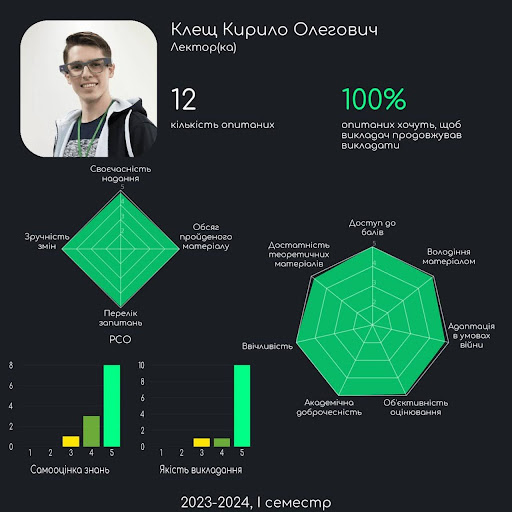 Клещ Кирило Олегович
Лектор(ка)
12
кількість опитаних
100%
опитаних хочуть, щоб
викладач продовжував
викладати
Своєчасність
надання
5
Зручність
змін
Обсяг
пройденого
матеріалу
Перелік
запитань
РСО
Доступ до
балів
5
Достатність
теоретичних
матеріалів
Володіння
матеріалом
Ввічливість
Адаптація
в умовах
війни
Академічна
доброчесність
Об'єктивність
оцінювання
8
6
4
2
0
1 2 3 4 5
Самооцінка знань
10
8
6
4
2
0
1 2 3 4 5
Якість викладання
2023-2024, I семестр